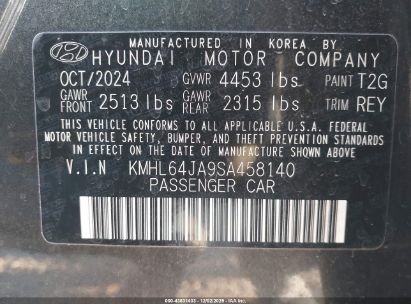 MANUFACTURED IN KOREA BY
HYUNDAI MOTOR COMPANY
OCT/2024 GVWR 4453 lbs PAINT T2G
GAWR FRONT 2513 lbs GAWR REAR 2315 lbs TRIM REY
THIS VEHICLE CONFORMS TO ALL APPLICABLE U.S.A. FEDERAL
MOTOR VEHICLE SAFETY, BUMPER, AND THEFT PREVENTION STANDARDS
IN EFFECT ON THE DATE OF MANUFACTURE SHOWN ABOVE
V.I.N KMHL64JA9SA458140
PASSENGER CAR